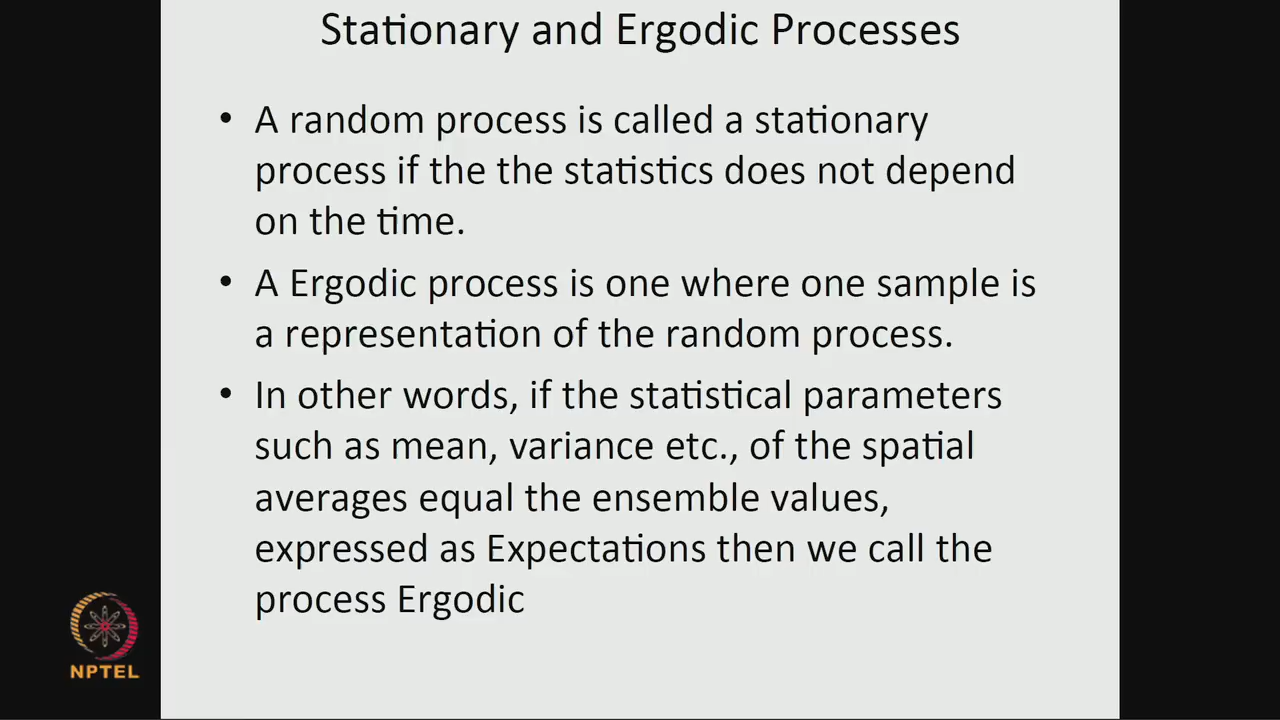 Stationary and Ergodic Processes
• A random process is called a stationary
process if the the statistics does not depend
on the time.
• A Ergodic process is one where one sample is
a representation of the random process.
• In other words, if the statistical parameters
such as mean, variance etc., of the spatial
averages equal the ensemble values,
expressed as Expectations then we call the
process Ergodic
NPTEL